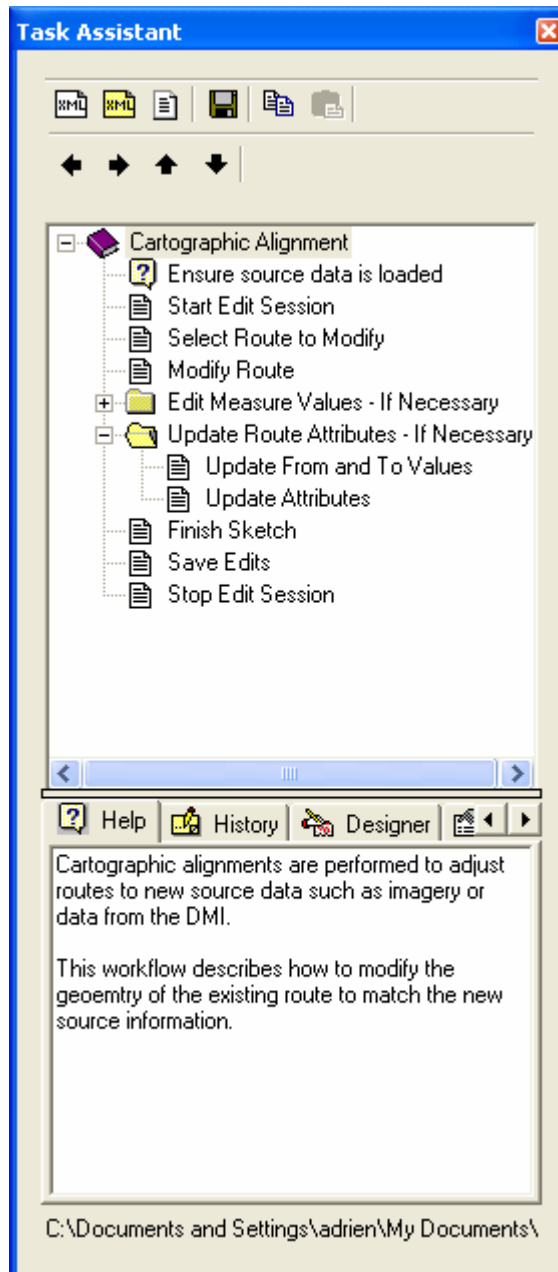 Task Assistant
XML XML
Cartographic Alignment
Ensure source data is loaded
Start Edit Session
Select Route to Modify
Modify Route
Edit Measure Values - If Necessary
Update Route Attributes - If Necessary
Update From and To Values
Update Attributes
Finish Sketch
Save Edits
Stop Edit Session
Help History Designer
Cartographic alignments are performed to adjust
routes to new source data such as imagery or
data from the DMI.
This workflow describes how to modify the
geoemtry of the existing route to match the new
source information.
C:\Documents and Settings\adrien\My Documents\